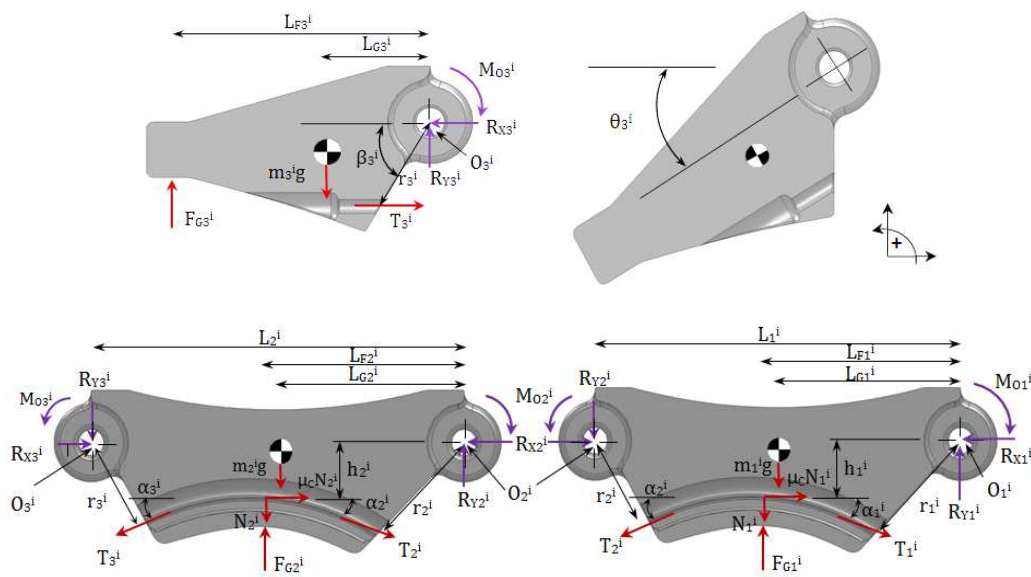 L_F3^i
L_G3^i
M_O3^i
R_X3^i
θ_3^i
β_3^i
O_3^i
m_3^i g
r_3^i
R_Y3^i
F_G3^i
T_3^i
+
L_2^i
L_1^i
L_F2^i
L_F1^i
R_Y3^i
L_G2^i
R_Y2^i
L_G1^i
M_O3^i
M_O2^i
M_O2^i
M_O1^i
R_X3^i
R_X2^i
R_X1^i
m_2^i g
h_2^i
m_1^i g
h_1^i
O_3^i
r_3^i
α_3^i
μ_C N_2^i
R_Y2^i
O_2^i
r_2^i
α_2^i
μ_C N_1^i
R_Y1^i
O_1^i
N_2^i
α_2^i
r_2^i
N_1^i
α_1^i
r_1^i
T_3^i
T_2^i
T_2^i
T_1^i
F_G2^i
F_G1^i